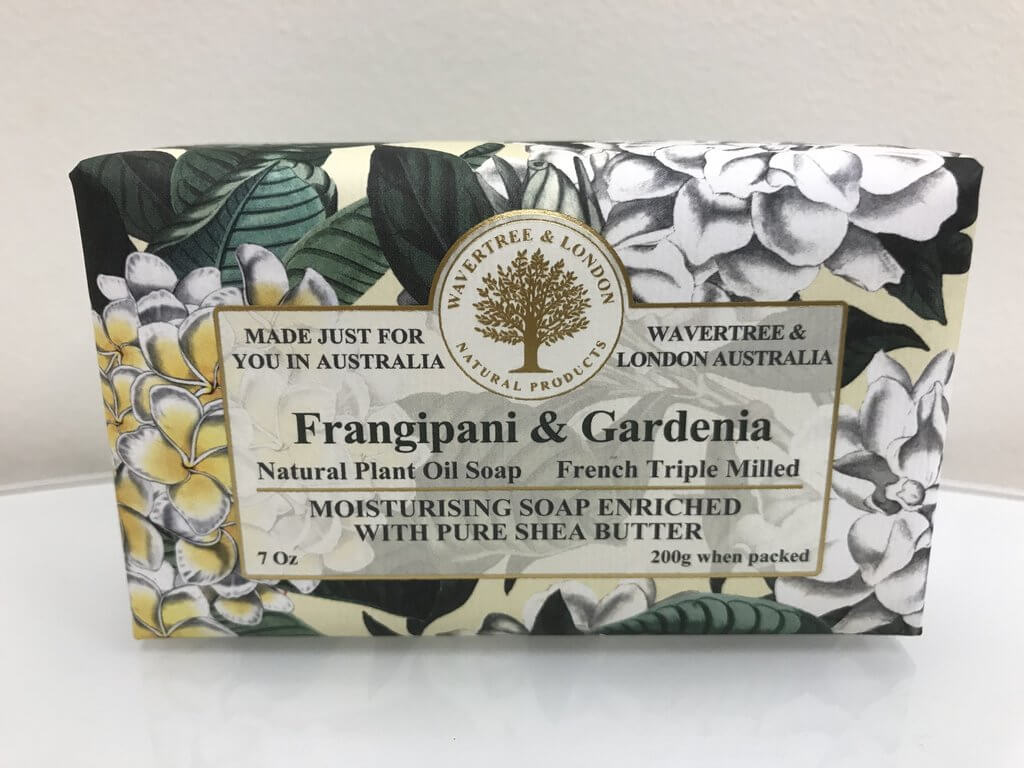 WAVERTREE & LONDON
NATURAL PRODUCTS
MADE JUST FOR
YOU IN AUSTRALIA
WAVERTREE &
LONDON AUSTRALIA
Frangipani & Gardenia
Natural Plant Oil Soap French Triple Milled
MOISTURISING SOAP ENRICHED
WITH PURE SHEA BUTTER
7 Oz 200g when packed